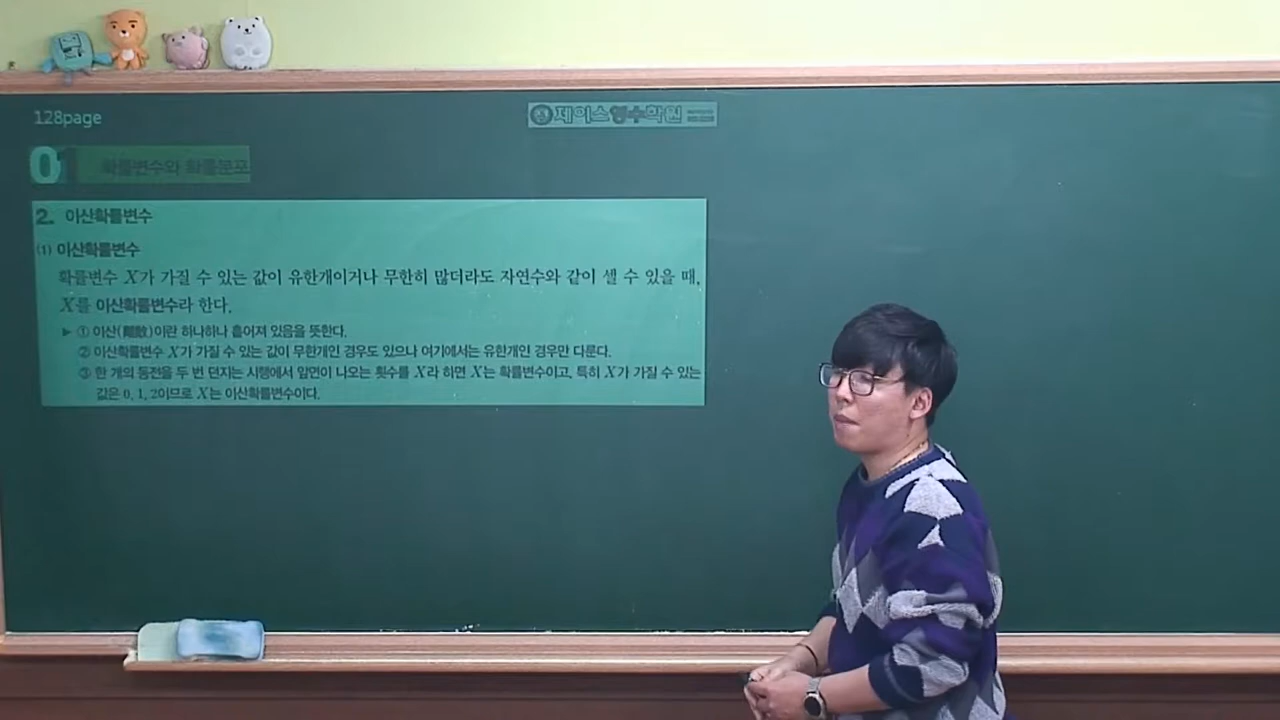 128page
제이스영수학원
01 확률변수와 확률분포
2. 이산확률변수
(1) 이산확률변수
확률변수 X가 가질 수 있는 값이 유한개이거나 무한히 많더라도 자연수와 같이 셀 수 있을 때,
X를 이산확률변수라 한다.
▶ ① 이산(離散)이란 하나하나 흩어져 있음을 뜻한다.
② 이산확률변수 X가 가질 수 있는 값이 무한개인 경우도 있으나 여기에서는 유한개인 경우만 다룬다.
③ 한 개의 동전을 두 번 던지는 시행에서 앞면이 나오는 횟수를 X라 하면 X는 확률변수이고, 특히 X가 가질 수 있는
값은 0, 1, 2이므로 X는 이산확률변수이다.